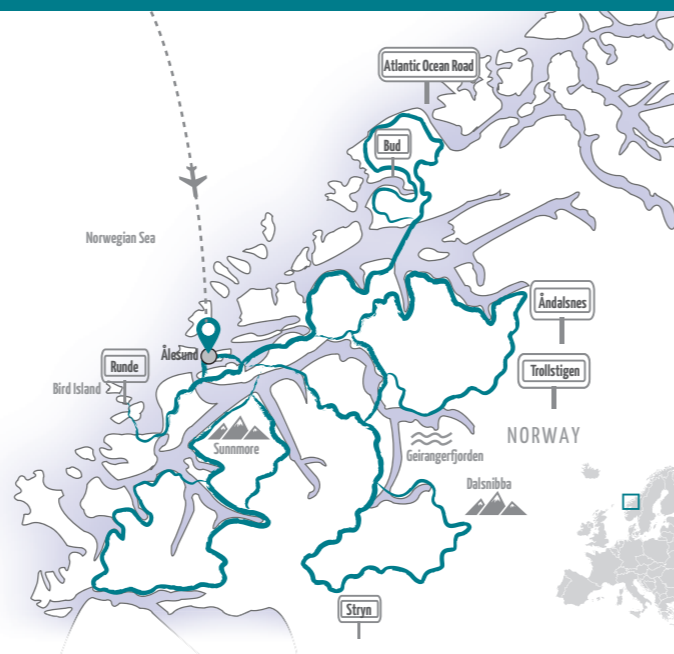 Atlantic Ocean Road
Bud
Norwegian Sea
Åndalsnes
Ålesund
Runde
Trollstigen
Bird Island
NORWAY
Sunnmore
Geirangerfjorden
Dalsnibba
Stryn